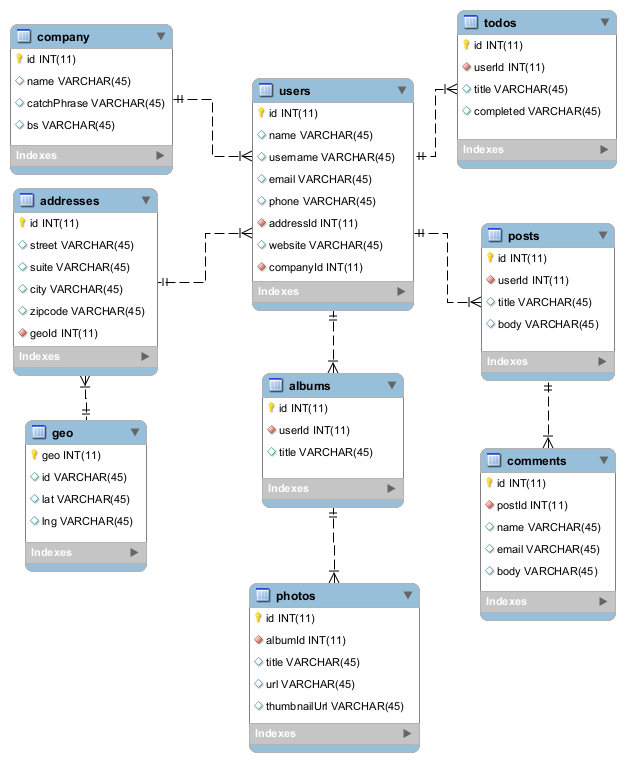 company
id INT(11)
name VARCHAR(45)
catchPhrase VARCHAR(45)
bs VARCHAR(45)
Indexes
addresses
id INT(11)
street VARCHAR(45)
suite VARCHAR(45)
city VARCHAR(45)
zipcode VARCHAR(45)
geoId INT(11)
Indexes
geo
geo INT(11)
id VARCHAR(45)
lat VARCHAR(45)
lng VARCHAR(45)
Indexes
users
id INT(11)
name VARCHAR(45)
username VARCHAR(45)
email VARCHAR(45)
phone VARCHAR(45)
addressId INT(11)
website VARCHAR(45)
companyId INT(11)
Indexes
albums
id INT(11)
userId INT(11)
title VARCHAR(45)
Indexes
photos
id INT(11)
albumId INT(11)
title VARCHAR(45)
url VARCHAR(45)
thumbnailUrl VARCHAR(45)
Indexes
todos
id INT(11)
userId INT(11)
title VARCHAR(45)
completed VARCHAR(45)
Indexes
posts
id INT(11)
userId INT(11)
title VARCHAR(45)
body VARCHAR(45)
Indexes
comments
id INT(11)
postId INT(11)
name VARCHAR(45)
email VARCHAR(45)
body VARCHAR(45)
Indexes